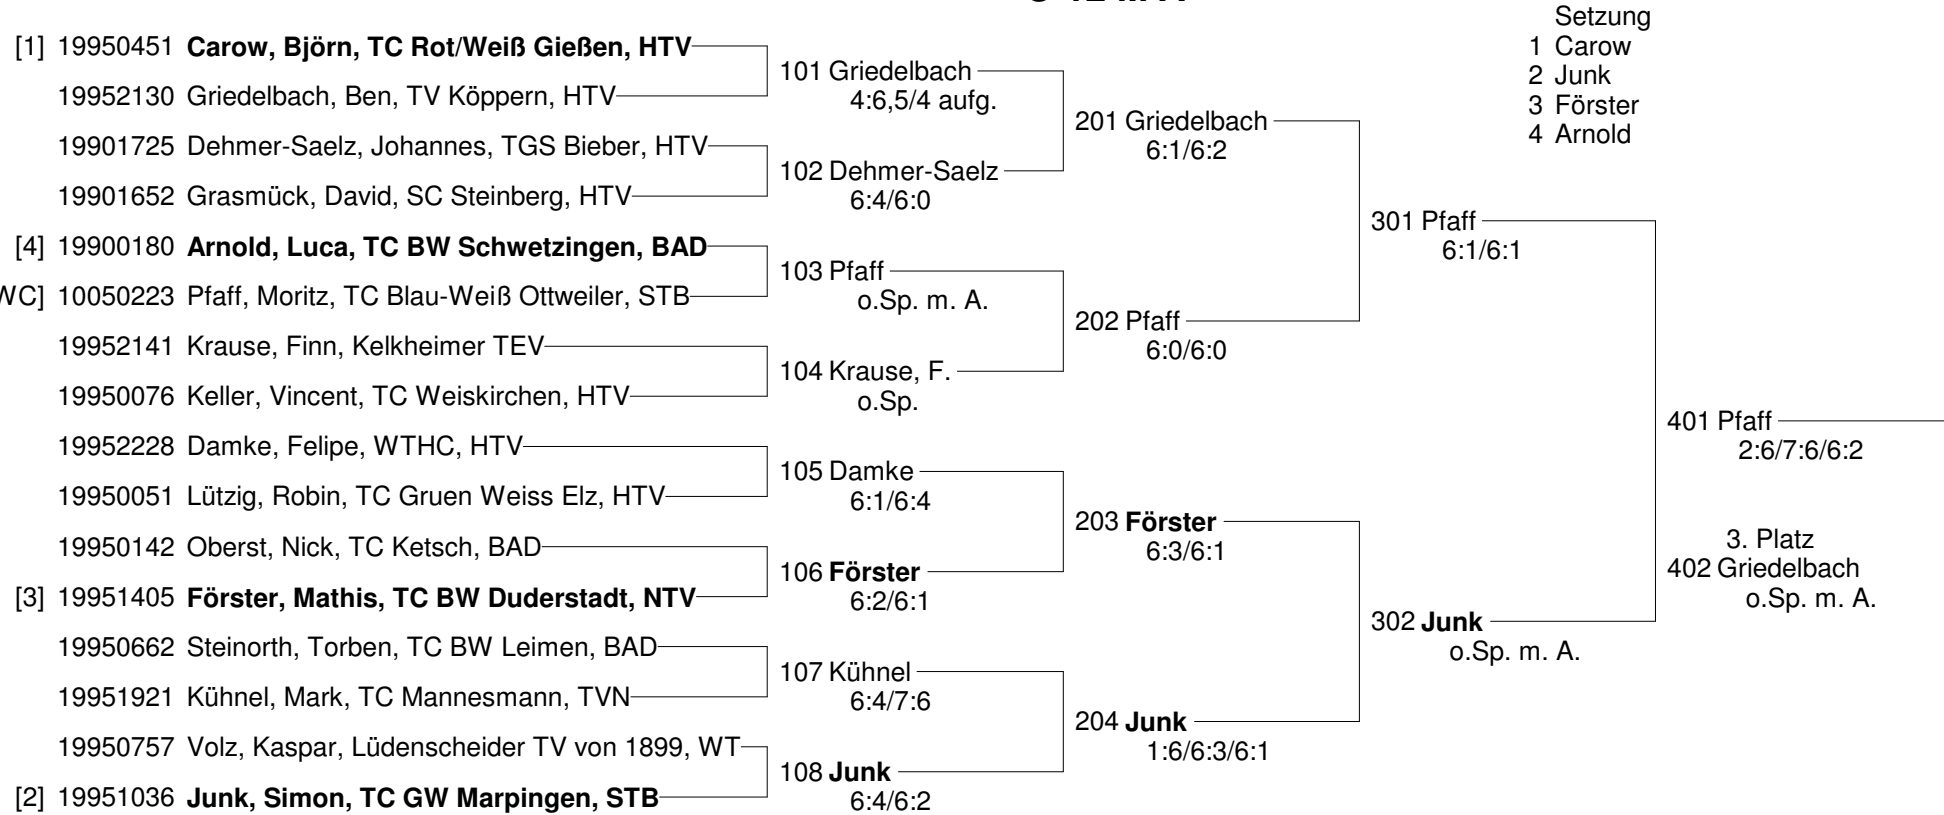 Setzung
1 Carow
2 Junk
3 Förster
4 Arnold
[1] 19950451 Carow, Björn, TC Rot/Weiß Gießen, HTV
19952130 Griedelbach, Ben, TV Köppern, HTV
19901725 Dehmer-Saelz, Johannes, TGS Bieber, HTV
19901652 Grasmück, David, SC Steinberg, HTV
[4] 19900180 Arnold, Luca, TC BW Schwetzingen, BAD
WC] 10050223 Pfaff, Moritz, TC Blau-Weiß Ottweiler, STB
19952141 Krause, Finn, Kelkheimer TEV
19950076 Keller, Vincent, TC Weiskirchen, HTV
19952228 Damke, Felipe, WTHC, HTV
19950051 Lützig, Robin, TC Gruen Weiss Elz, HTV
19950142 Oberst, Nick, TC Ketsch, BAD
[3] 19951405 Förster, Mathis, TC BW Duderstadt, NTV
19950662 Steinorth, Torben, TC BW Leimen, BAD
19951921 Kühnel, Mark, TC Mannesmann, TVN
19950757 Volz, Kaspar, Lüdenscheider TV von 1899, WT
[2] 19951036 Junk, Simon, TC GW Marpingen, STB
101 Griedelbach
4:6,5/4 aufg.
102 Dehmer-Saelz
6:4/6:0
103 Pfaff
o.Sp. m. A.
104 Krause, F.
o.Sp.
105 Damke
6:1/6:4
106 Förster
6:2/6:1
107 Kühnel
6:4/7:6
108 Junk
6:4/6:2
201 Griedelbach
6:1/6:2
202 Pfaff
6:0/6:0
203 Förster
6:3/6:1
204 Junk
1:6/6:3/6:1
301 Pfaff
6:1/6:1
302 Junk
o.Sp. m. A.
401 Pfaff
2:6/7:6/6:2
3. Platz
402 Griedelbach
o.Sp. m. A.